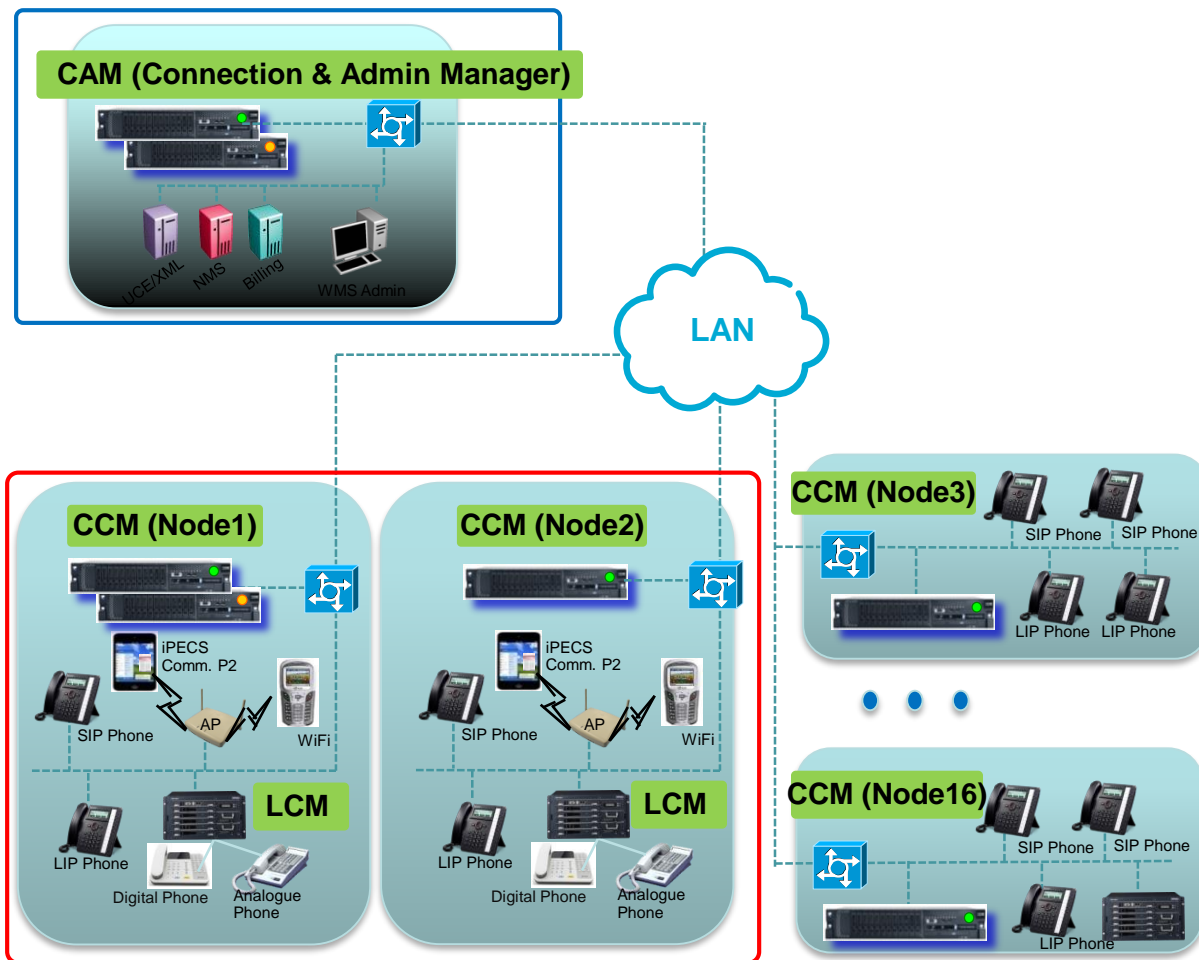 CAM (Connection & Admin Manager)
UCE/XML
NMS
Billing
WMS Admin
LAN
CCM (Node1)
iPECS
Comm. P2
SIP Phone
AP
WiFi
LCM
LIP Phone
Digital Phone
Analogue
Phone
CCM (Node2)
iPECS
Comm. P2
SIP Phone
AP
WiFi
LCM
LIP Phone
Digital Phone
Analogue
Phone
CCM (Node3)
SIP Phone
SIP Phone
LIP Phone
LIP Phone
CCM (Node16)
SIP Phone
SIP Phone
LIP Phone